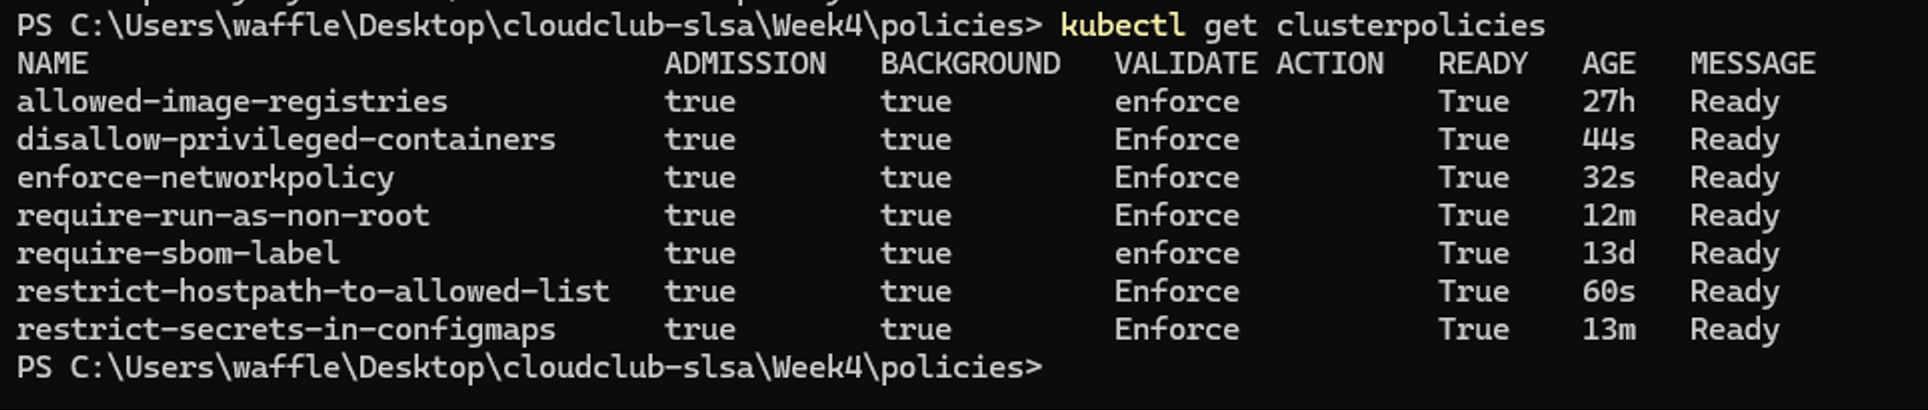 PS C:\Users\waffle\Desktop\cloudclub-slsa\Week4\policies> kubectl get clusterpolicies
NAME ADMISSION BACKGROUND VALIDATE ACTION READY AGE MESSAGE
allowed-image-registries true true enforce True 27h Ready
disallow-privileged-containers true true Enforce True 44s Ready
enforce-networkpolicy true true Enforce True 32s Ready
require-run-as-non-root true true Enforce True 12m Ready
require-sbom-label true true enforce True 13d Ready
restrict-hostpath-to-allowed-list true true Enforce True 60s Ready
restrict-secrets-in-configmaps true true Enforce True 13m Ready
PS C:\Users\waffle\Desktop\cloudclub-slsa\Week4\policies>